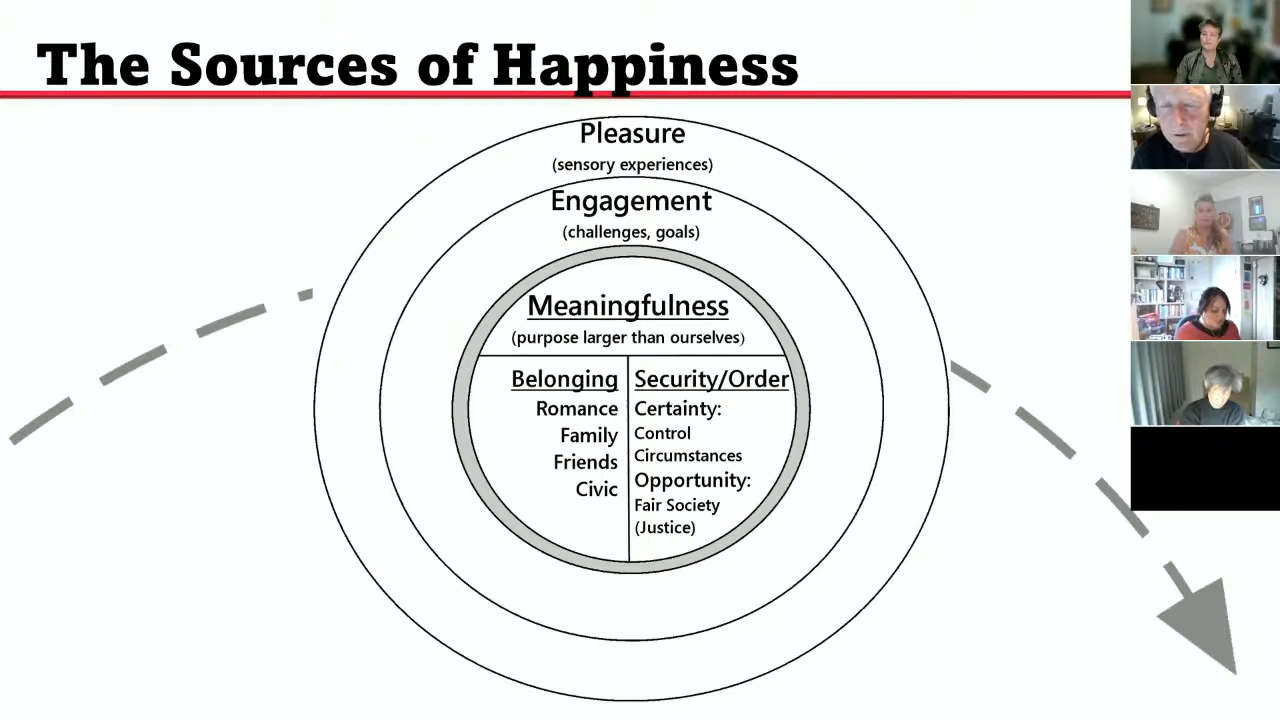 The Sources of Happiness
Pleasure
(sensory experiences)
Engagement
(challenges, goals)
Meaningfulness
(purpose larger than ourselves)
Belonging
Romance
Family
Friends
Civic
Security/Order
Certainty:
Control
Circumstances
Opportunity:
Fair Society
(Justice)